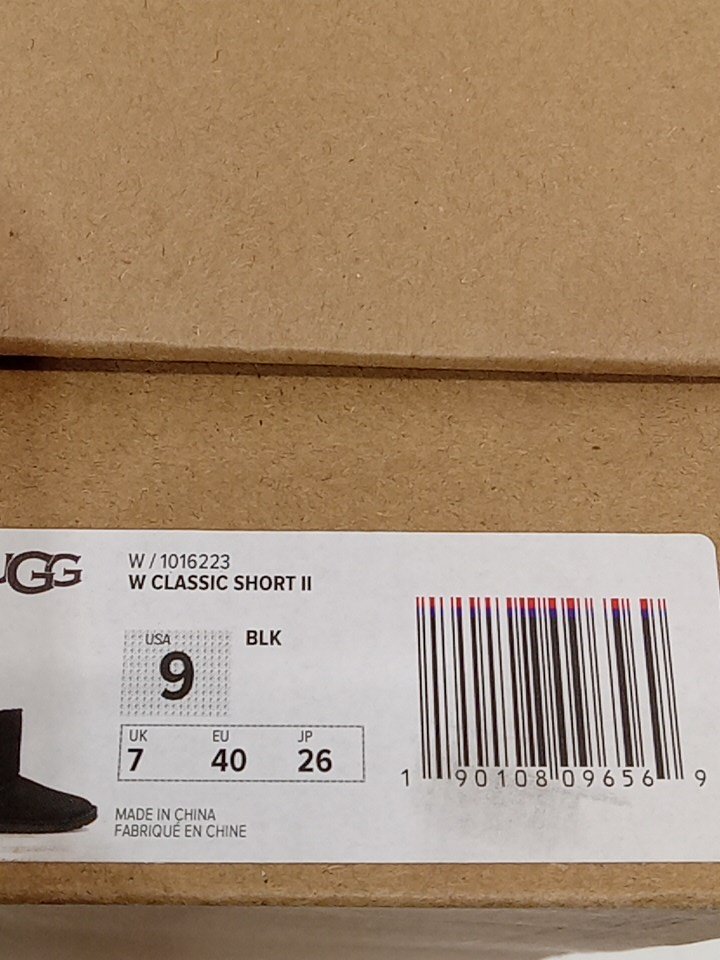 UGG
W / 1016223
W CLASSIC SHORT II
USA
9
BLK
UK EU JP
7 40 26
1 90108 09656 9
MADE IN CHINA
FABRIQUÉ EN CHINE